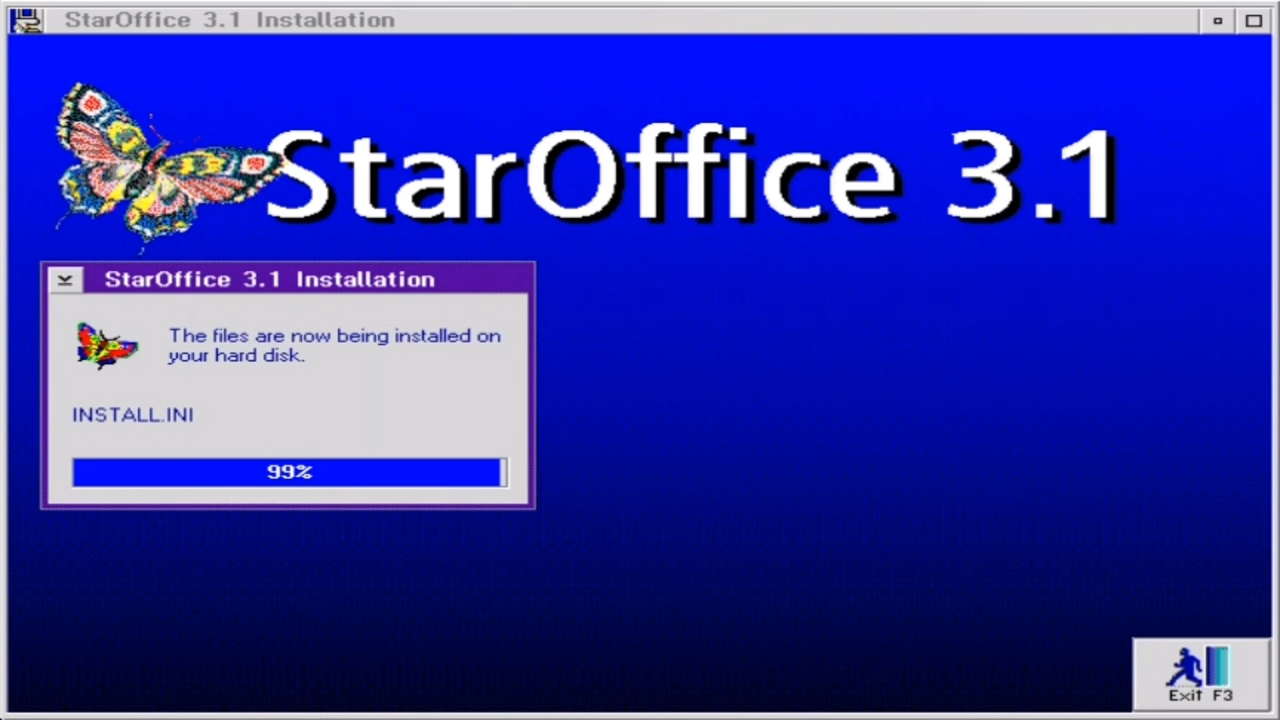 StarOffice 3.1 Installation
StarOffice 3.1
StarOffice 3.1 Installation
The files are now being installed on
your hard disk.
INSTALL.INI
99%
Exit F3